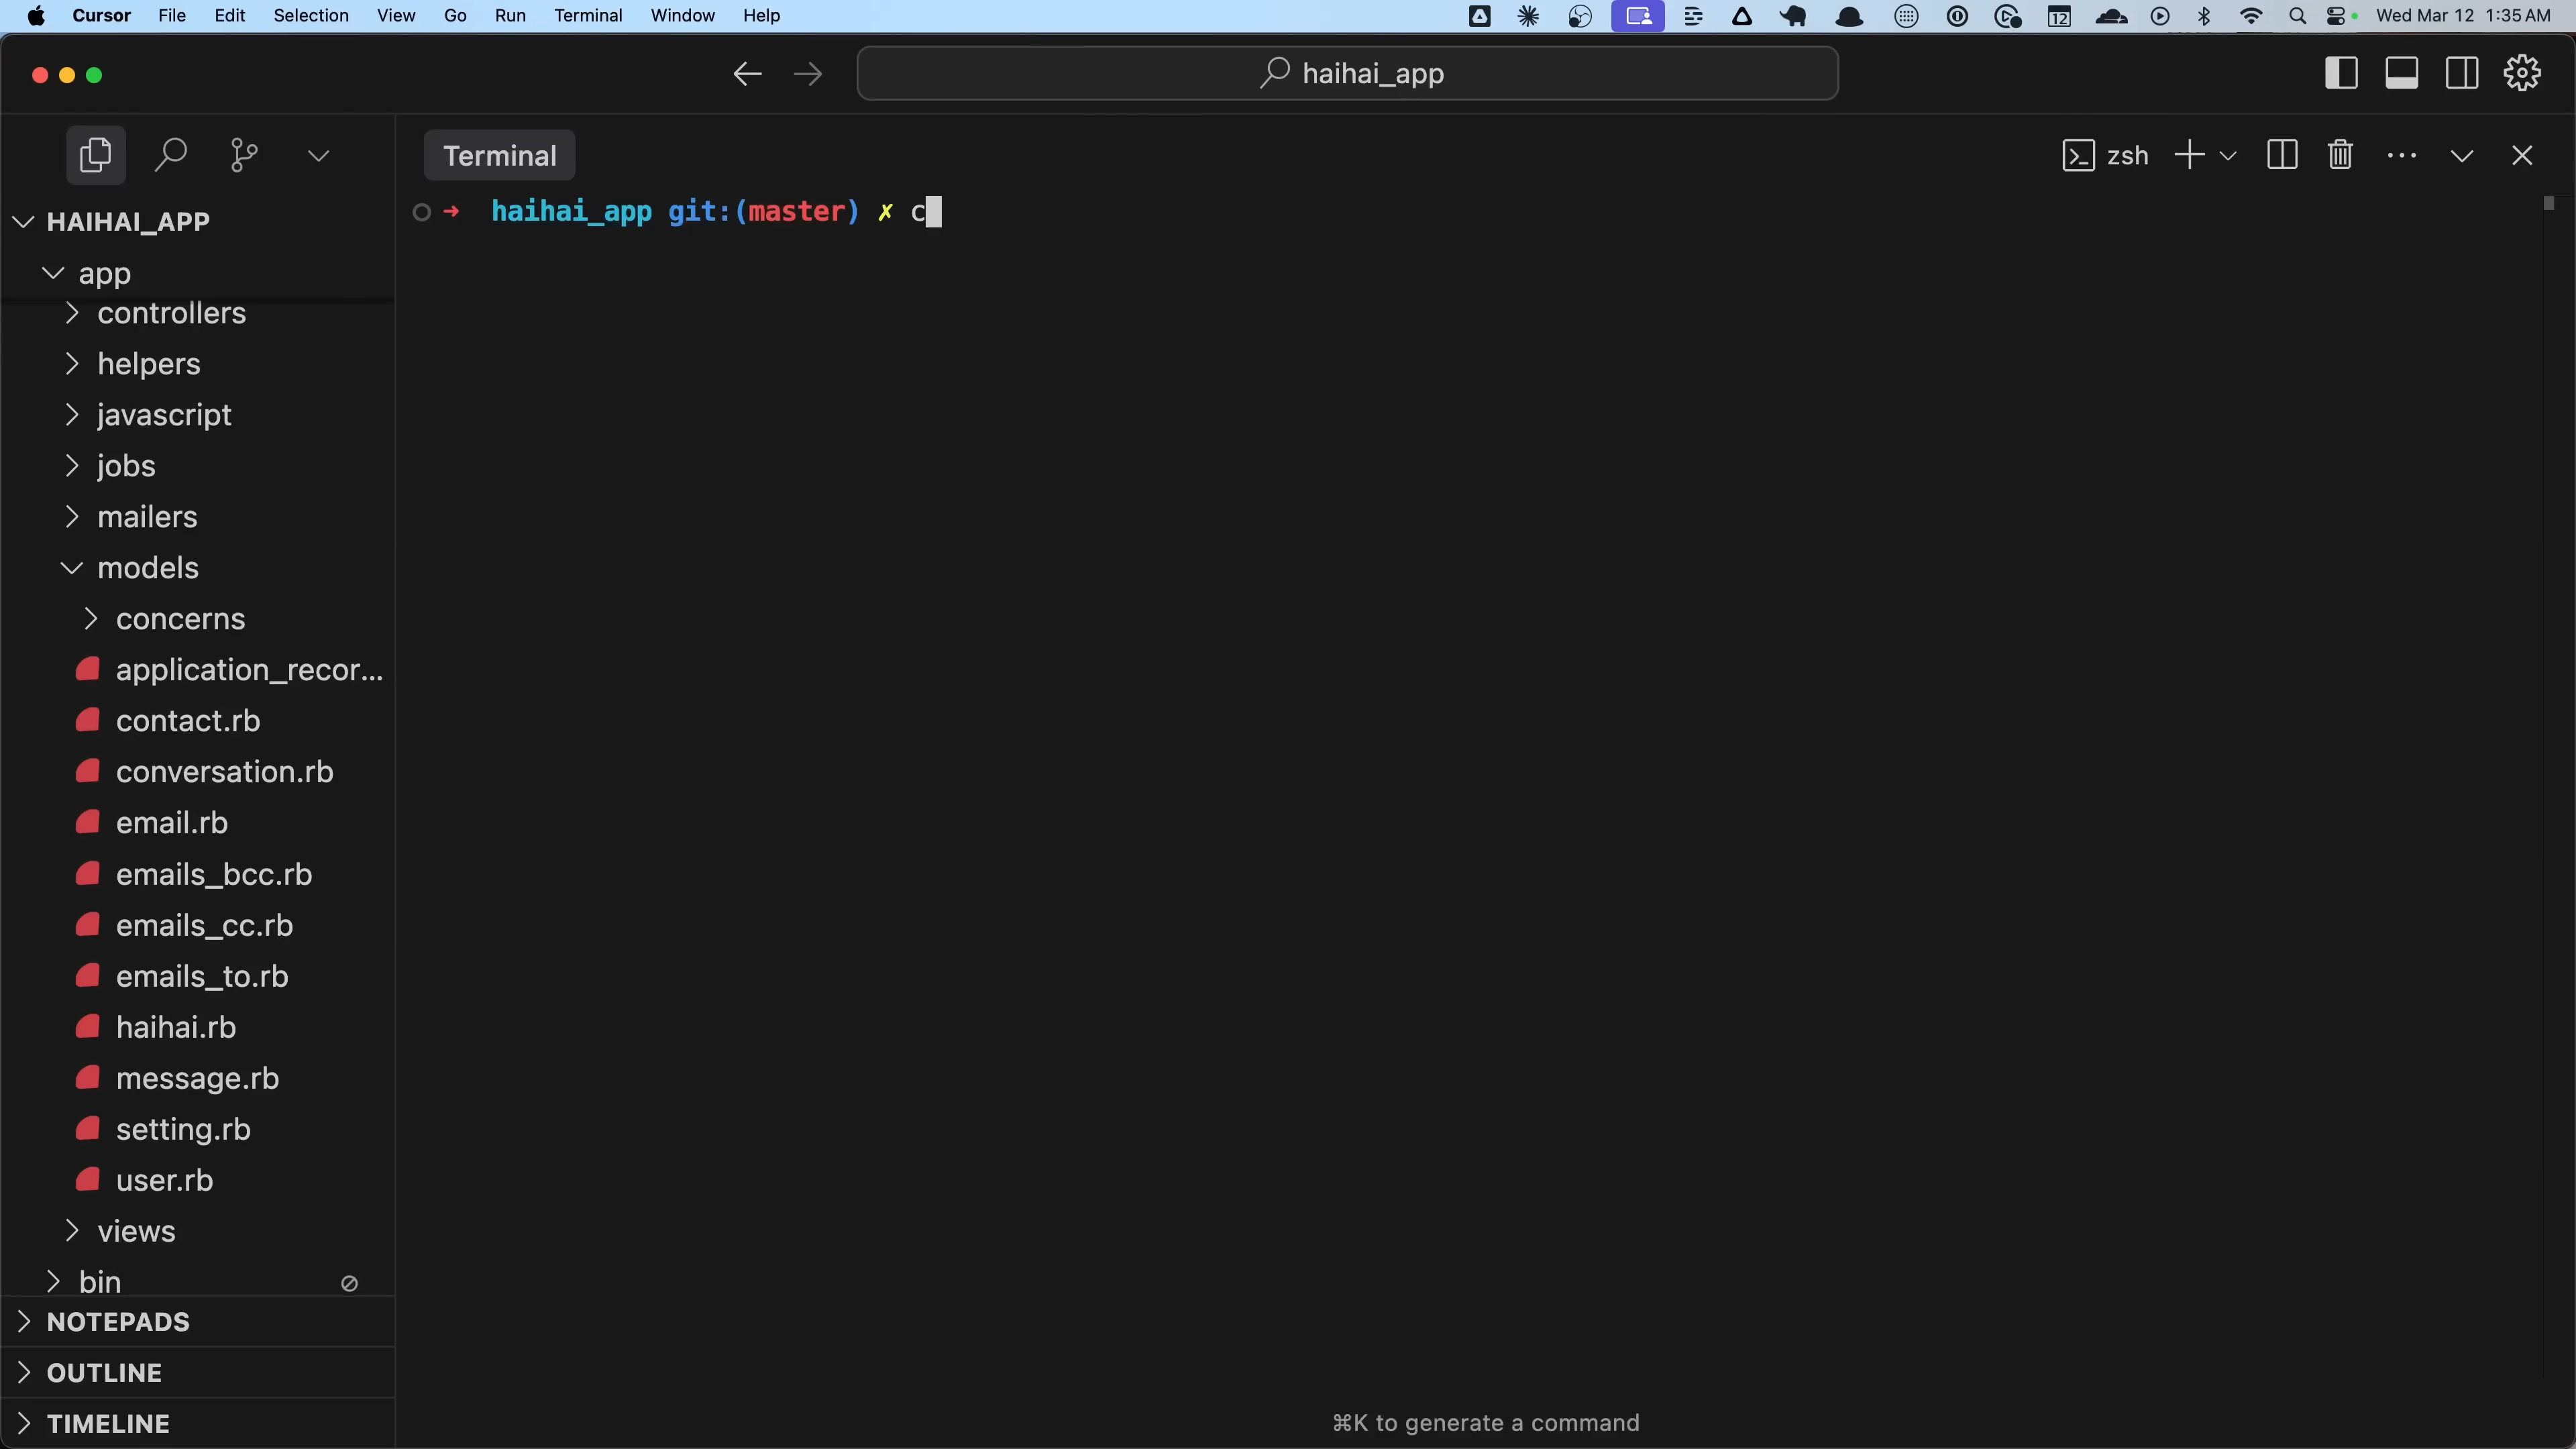 Cursor File Edit Selection View Go Run Terminal Window Help 12 Wed Mar 12 1:35 AM
haihai_app
Terminal
zsh
➜ haihai_app git:(master) ✗ c
HAIHAI_APP
app
controllers
helpers
javascript
jobs
mailers
models
concerns
application_recor...
contact.rb
conversation.rb
email.rb
emails_bcc.rb
emails_cc.rb
emails_to.rb
haihai.rb
message.rb
setting.rb
user.rb
views
bin
NOTEPADS
OUTLINE
TIMELINE
⌘K to generate a command